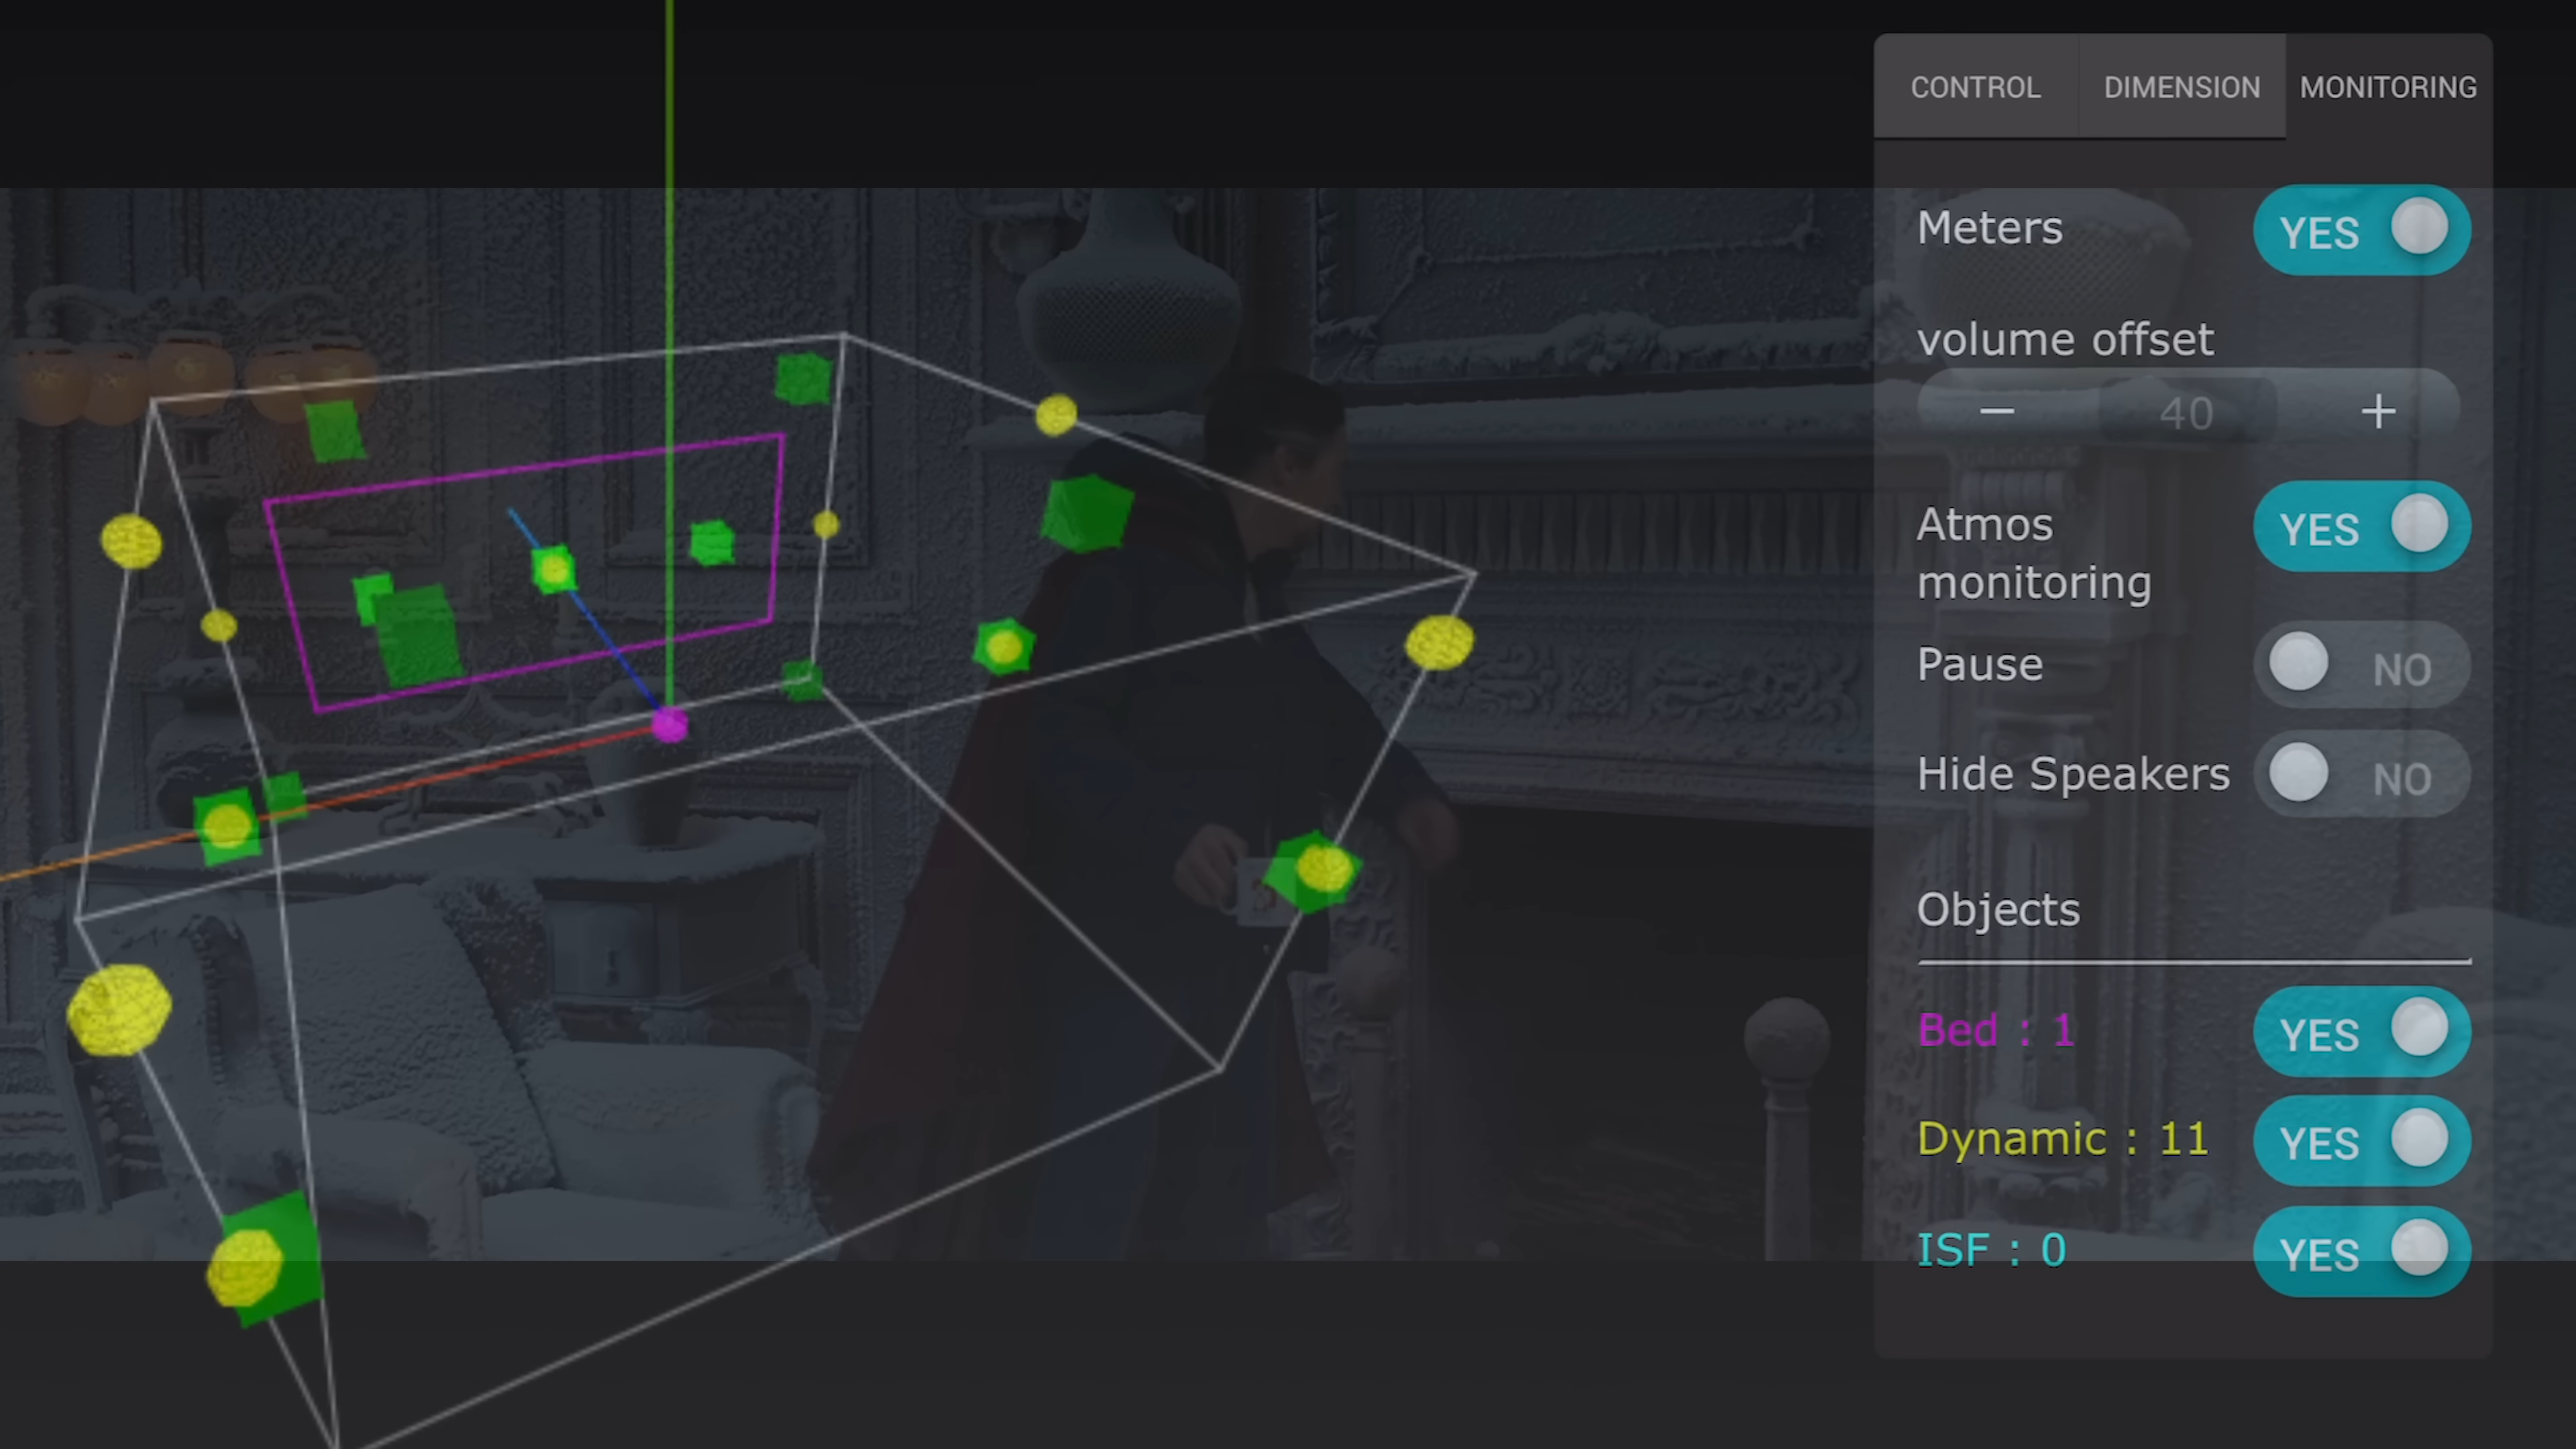 CONTROL DIMENSION MONITORING
Meters YES
volume offset
− 40 +
Atmos YES
monitoring
Pause NO
Hide Speakers NO
Objects
Bed : 1 YES
Dynamic : 11 YES
ISF : 0 YES